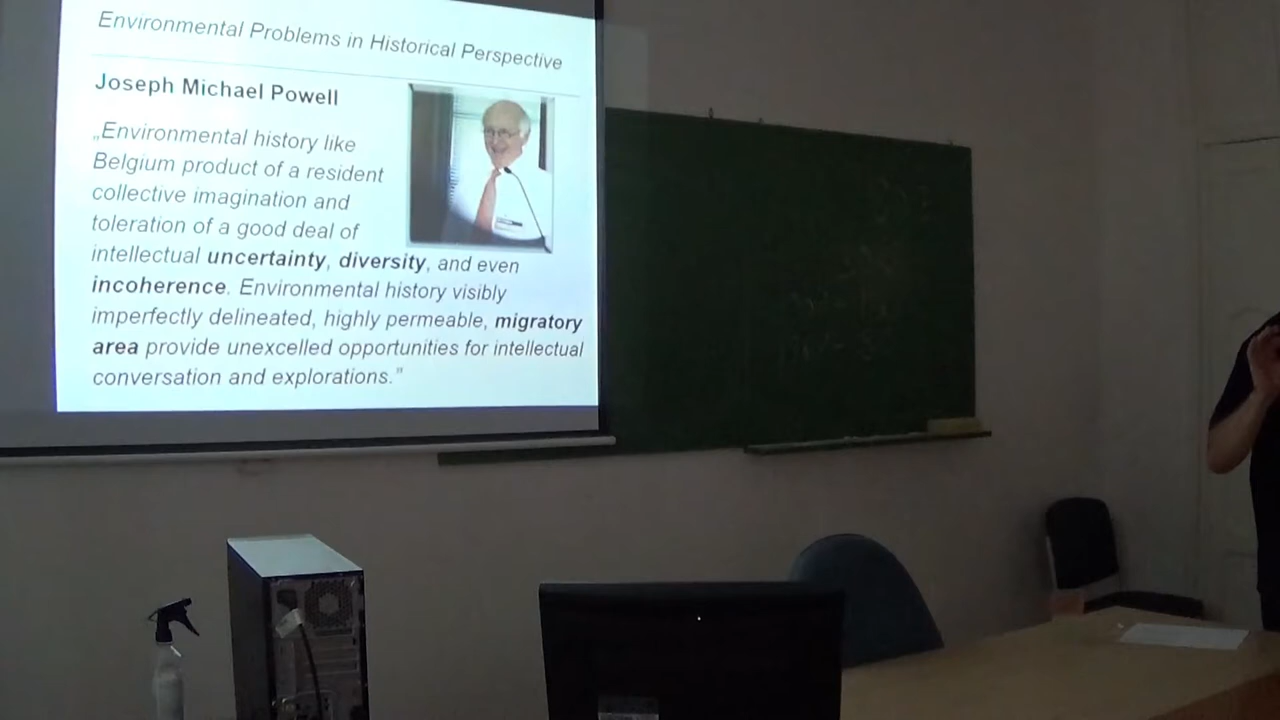 Environmental Problems in Historical Perspective
Joseph Michael Powell
„Environmental history like
Belgium product of a resident
collective imagination and
toleration of a good deal of
intellectual uncertainty, diversity, and even
incoherence. Environmental history visibly
imperfectly delineated, highly permeable, migratory
area provide unexcelled opportunities for intellectual
conversation and explorations.”